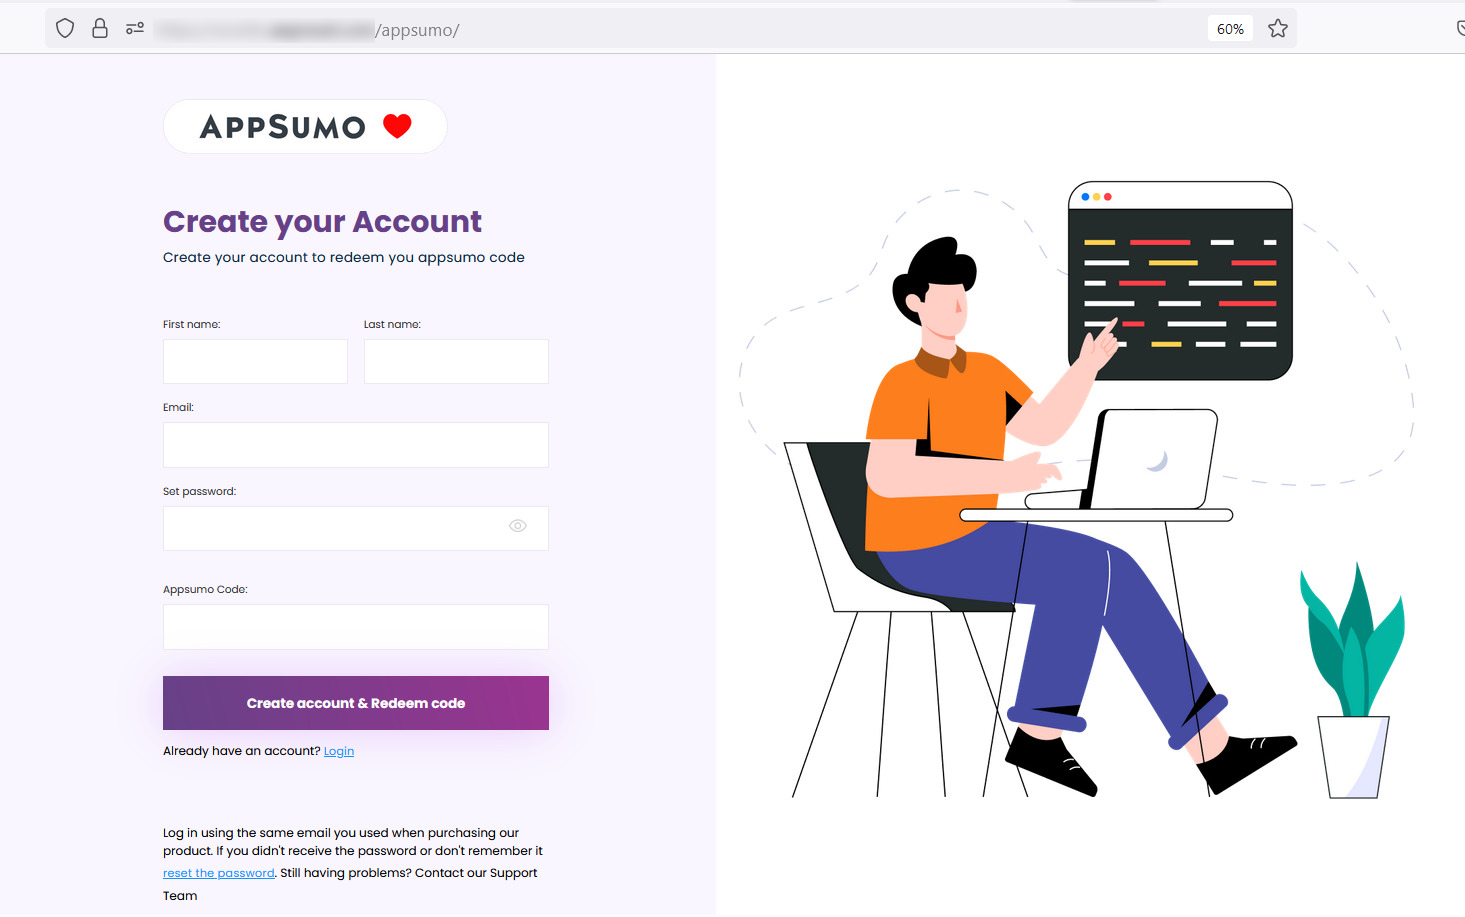 /appsumo/
60%
APPSUMO
Create your Account
Create your account to redeem you appsumo code
First name:
Last name:
Email:
Set password:
Appsumo Code:
Create account & Redeem code
Already have an account? Login
Log in using the same email you used when purchasing our
product. If you didn't receive the password or don't remember it
reset the password. Still having problems? Contact our Support
Team